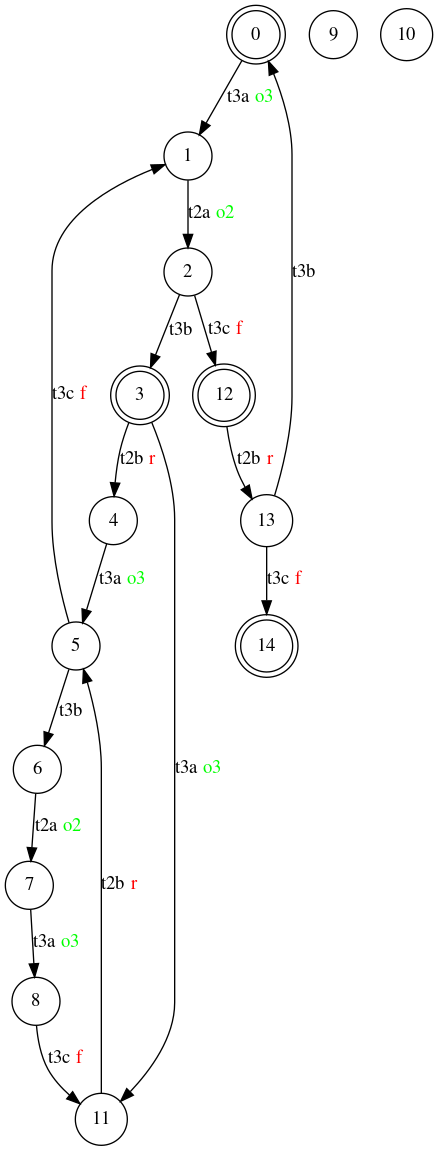 0
9
10
t3a o3
1
t2a o2
2
t3b
t3b
t3c f
t3c f
3
12
t2b r
t2b r
4
13
t3a o3
t3c f
5
14
t3b
6
t3a o3
t2a o2
7
t2b r
t3a o3
8
t3c f
11